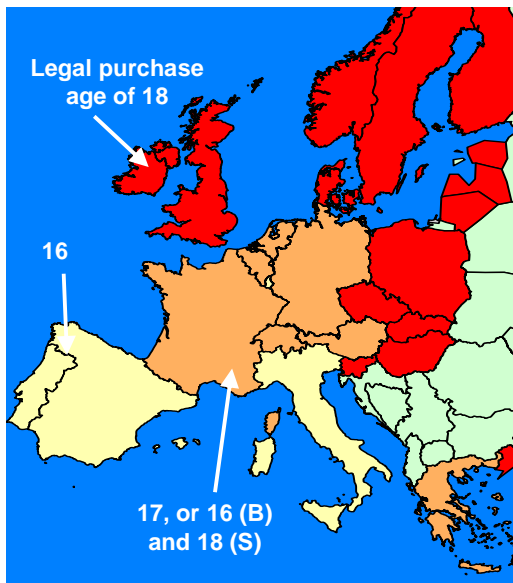 Legal purchase
age of 18
16
17, or 16 (B)
and 18 (S)